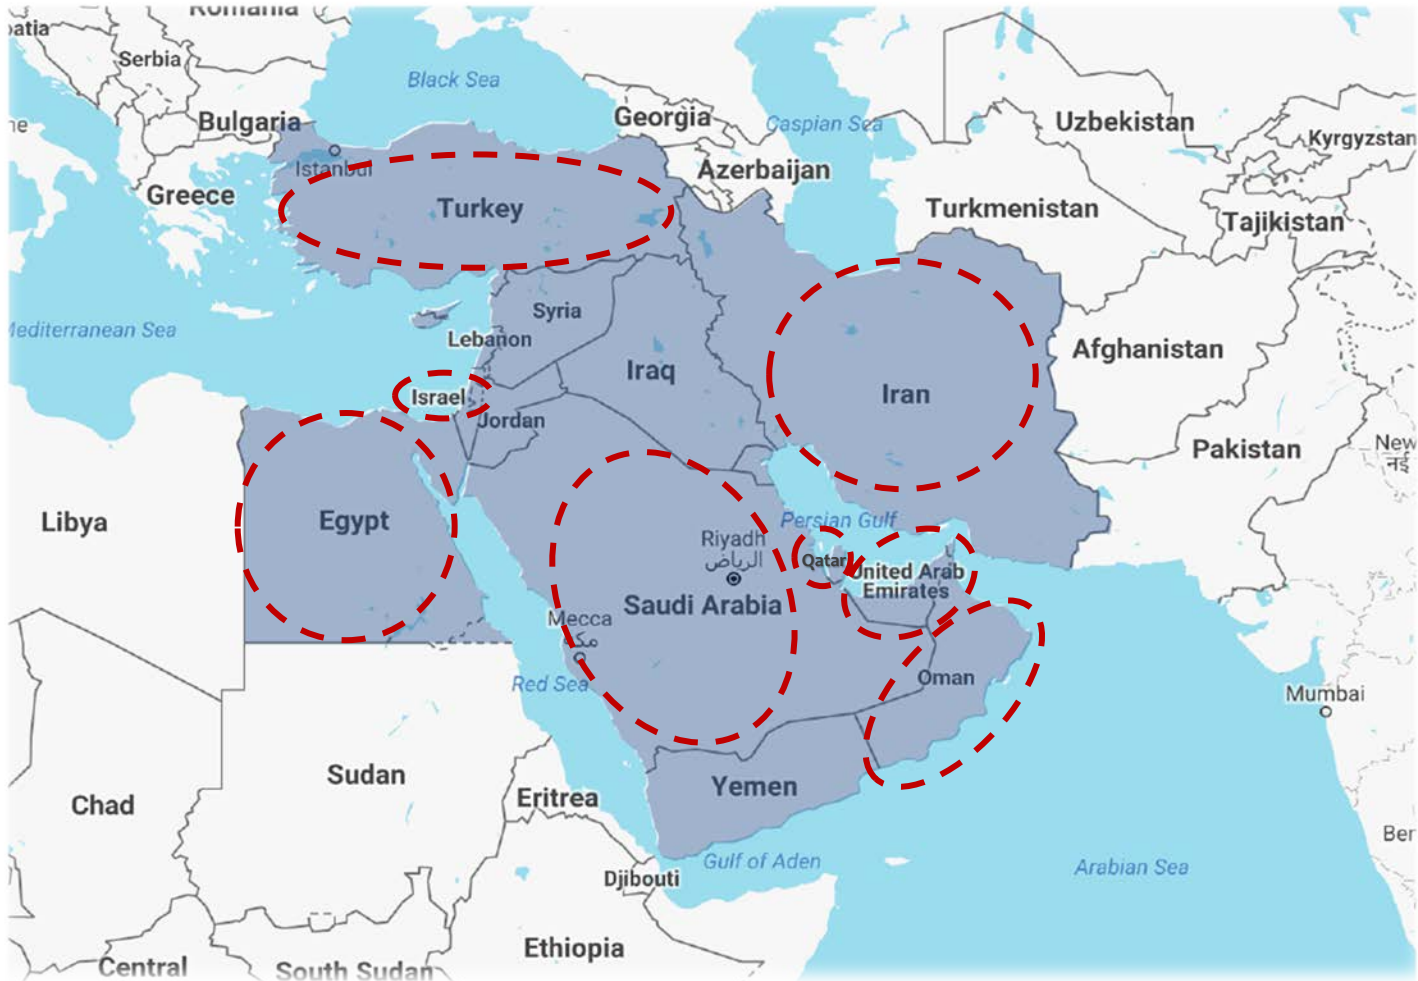 Romania
Serbia
Black Sea
Bulgaria
Georgia
Caspian Sea
Uzbekistan
Kyrgyzstan
Istanbul
Azerbaijan
Greece
Turkey
Turkmenistan
Tajikistan
Syria
Mediterranean Sea
Lebanon
Afghanistan
Iraq
Iran
Israel
Jordan
Pakistan
New
नई
Libya
Egypt
Persian Gulf
Riyadh
الرياض
Qatar
United Arab
Emirates
Saudi Arabia
Mecca
مكة
Red Sea
Oman
Mumbai
Sudan
Yemen
Eritrea
Chad
Ber
Gulf of Aden
Arabian Sea
Djibouti
Ethiopia
Central
South Sudan